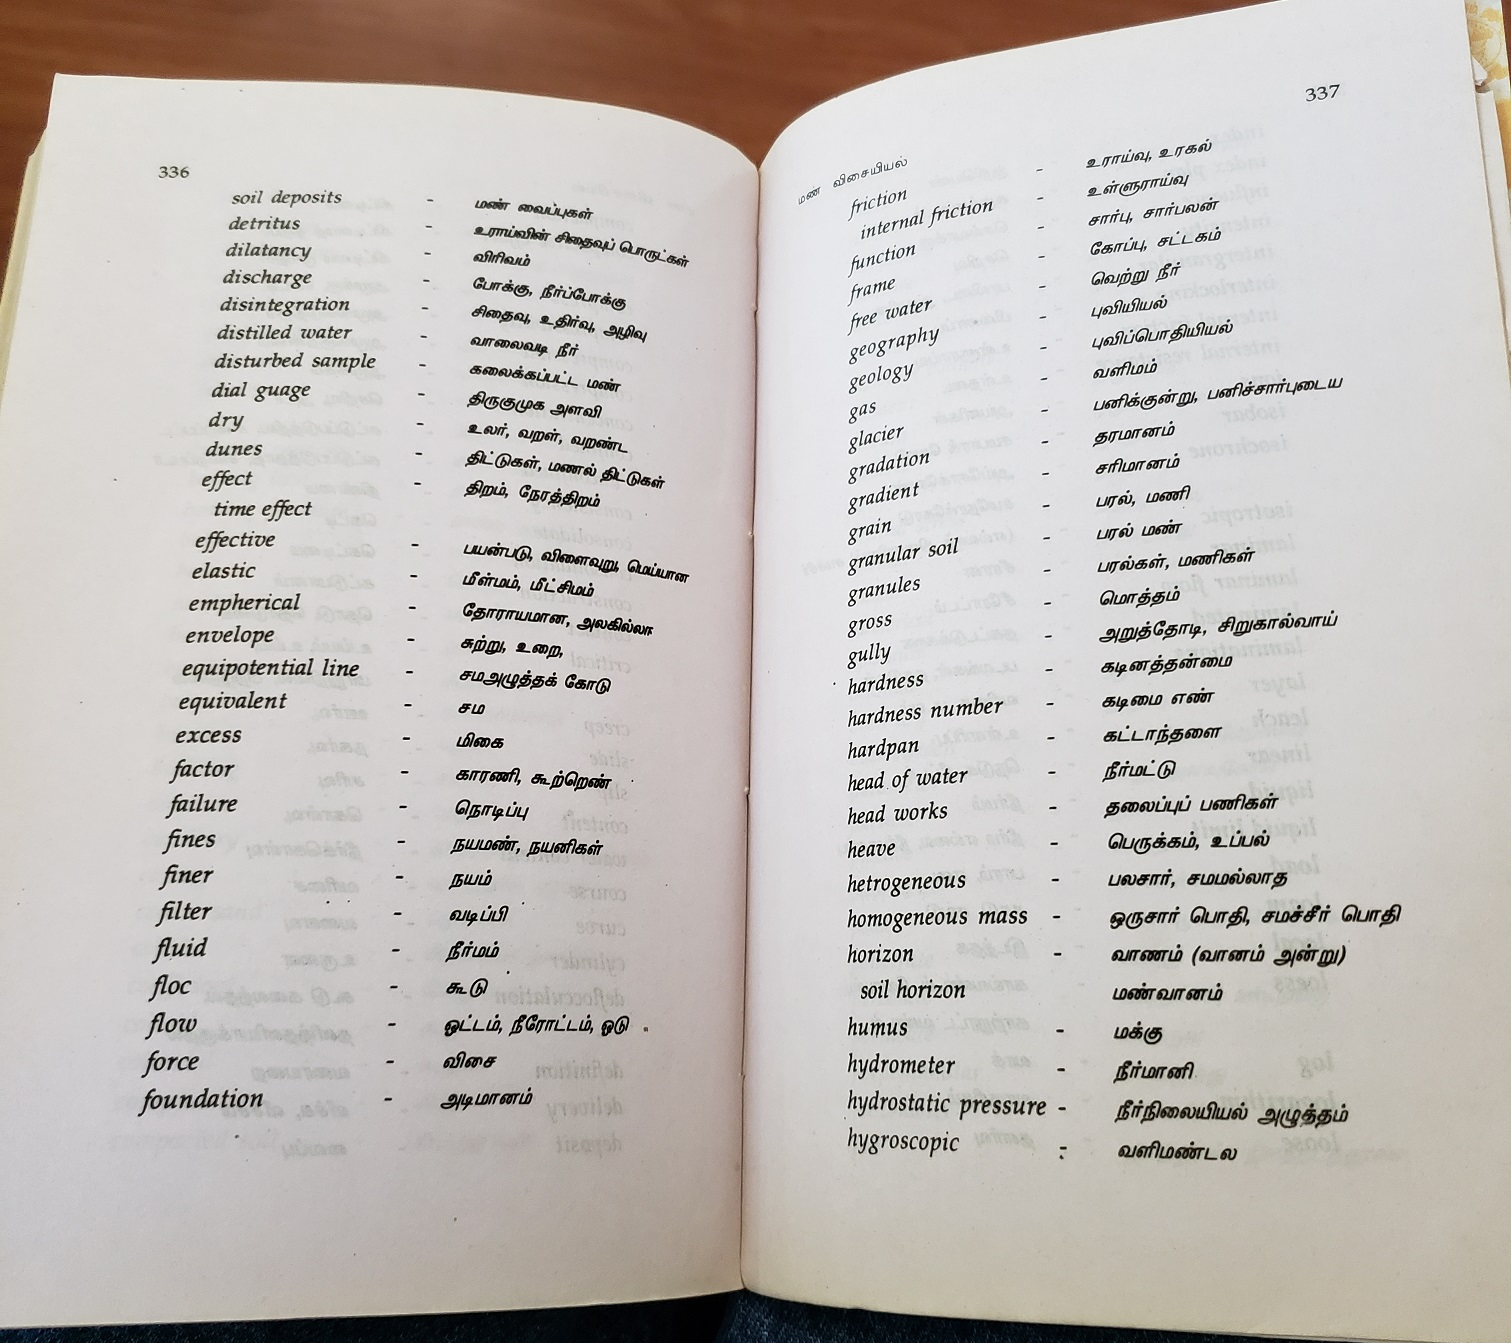 336
soil deposits - மண் வைப்புகள்
detritus - உராய்வின் சிதைவுப் பொருட்கள்
dilatancy - விரிவம்
discharge - போக்கு, நீர்ப்போக்கு
disintegration - சிதைவு, உதிர்வு, அழிவு
distilled water - வாலைவடி நீர்
disturbed sample - கலைக்கப்பட்ட மண்
dial guage - திருகுமுக அளவி
dry - உலர், வறள், வறண்ட
dunes - திட்டுகள், மணல் திட்டுகள்
effect - திறம், நேரத்திறம்
time effect
effective - பயன்படு, விளைவுறு, மெய்யான
elastic - மீள்மம், மீட்சிமம்
empherical - தோராயமான, அலகில்லா
envelope - சுற்று, உறை,
equipotential line - சமஅழுத்தக் கோடு
equivalent - சம
excess - மிகை
factor - காரணி, கூற்றெண்
failure - நொடிப்பு
fines - நயமண், நயனிகள்
finer - நயம்
filter - வடிப்பி
fluid - நீர்மம்
floc - கூடு
flow - ஓட்டம், நீரோட்டம், ஓடு
force - விசை
foundation - அடிமானம்
337
மண் விசையியல்
friction - உராய்வு, உரகல்
internal friction - உள்ளுராய்வு
function - சார்பு, சார்பலன்
frame - கோப்பு, சட்டகம்
free water - வெற்று நீர்
geography - புவியியல்
geology - புவிப்பொதியியல்
gas - வளிமம்
glacier - பனிக்குன்று, பனிச்சார்புடைய
gradation - தரமானம்
gradient - சரிமானம்
grain - பரல், மணி
granular soil - பரல் மண்
granules - பரல்கள், மணிகள்
gross - மொத்தம்
gully - அறுத்தோடி, சிறுகால்வாய்
hardness - கடினத்தன்மை
hardness number - கடிமை எண்
hardpan - கட்டாந்தளை
head of water - நீர்மட்டு
head works - தலைப்புப் பணிகள்
heave - பெருக்கம், உப்பல்
hetrogeneous - பலசார், சமமல்லாத
homogeneous mass - ஒருசார் பொதி, சமச்சீர் பொதி
horizon - வாணம் (வானம் அன்று)
soil horizon மண்வானம்
humus - மக்கு
hydrometer - நீர்மானி
hydrostatic pressure - நீர்நிலையியல் அழுத்தம்
hygroscopic - வளிமண்டல